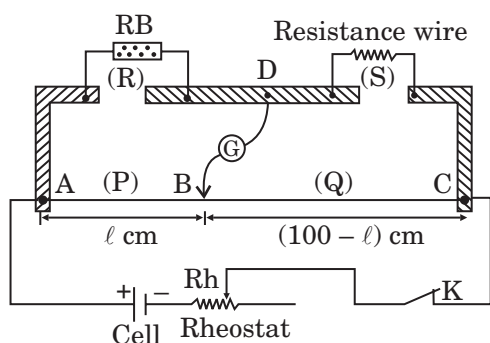 RB
Resistance wire
(R)
D
(S)
G
A
(P)
B
(Q)
C
ℓ cm
(100 – ℓ) cm
Rh
K
+
–
Cell
Rheostat